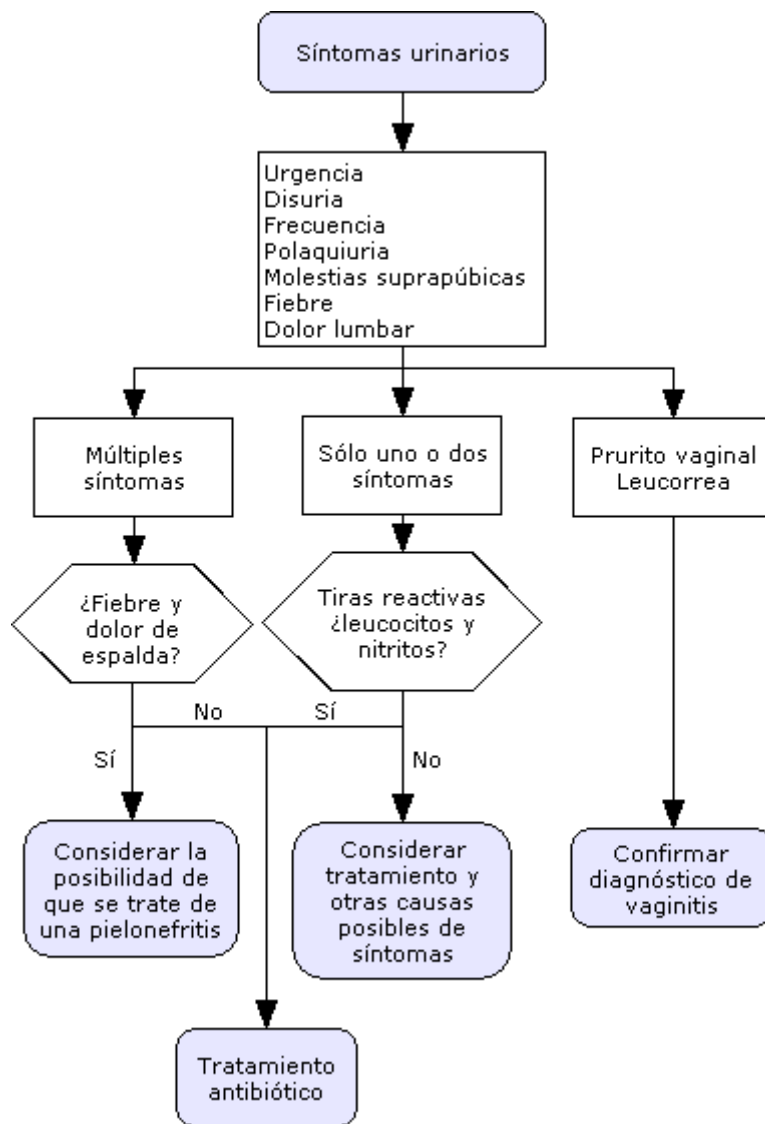 Síntomas urinarios
Urgencia
Disuria
Frecuencia
Polaquiuria
Molestias suprapúbicas
Fiebre
Dolor lumbar
Múltiples
síntomas
Sólo uno o dos
síntomas
Prurito vaginal
Leucorrea
¿Fiebre y
dolor de
espalda?
Tiras reactivas
¿leucocitos y
nitritos?
No
Sí
Sí
No
Considerar la
posibilidad de
que se trate de
una pielonefritis
Considerar
tratamiento y
otras causas
posibles de
síntomas
Confirmar
diagnóstico de
vaginitis
Tratamiento
antibiótico